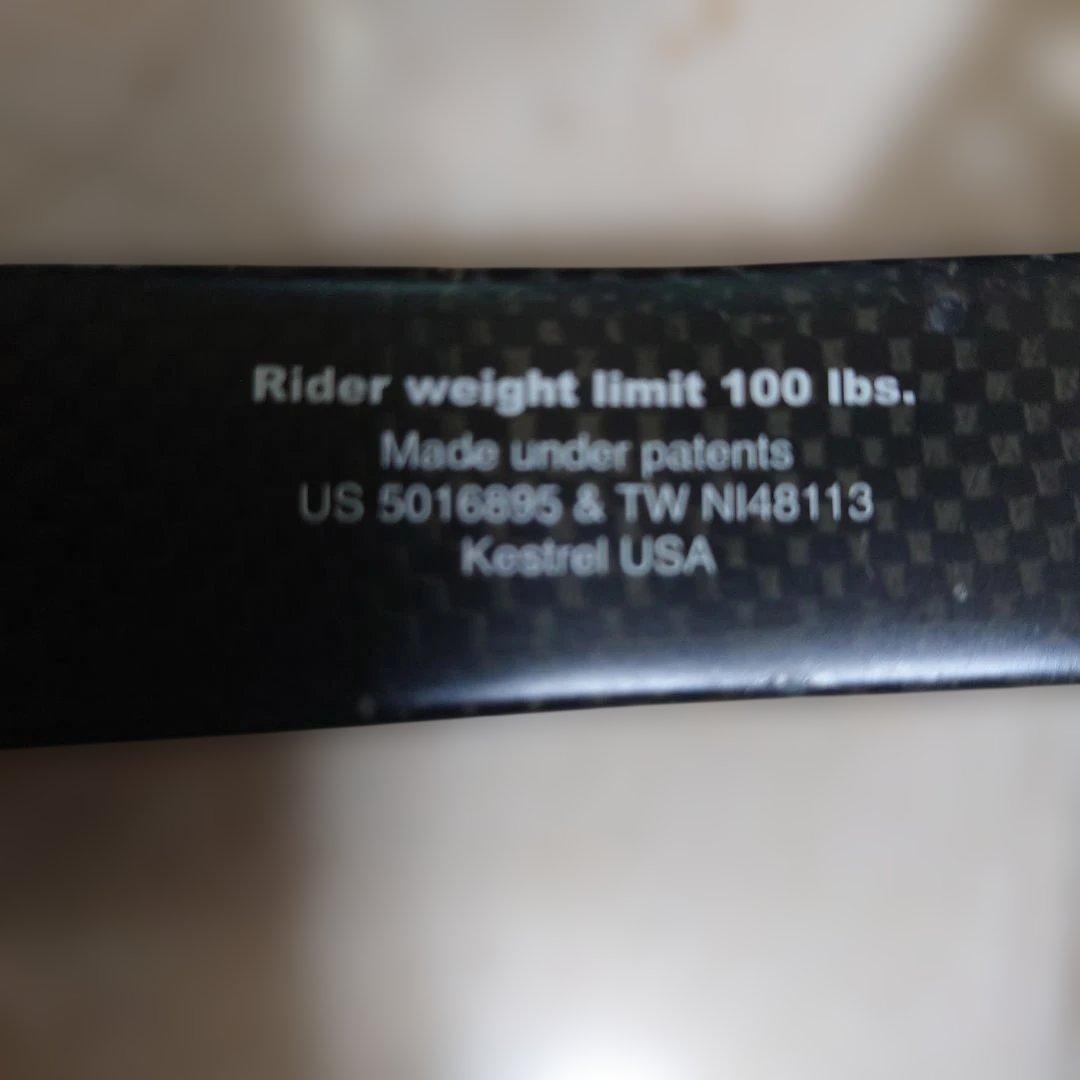 Rider weight limit 100 lbs.
Made under patents
US 5016895 & TW NI48113
Kestrel USA